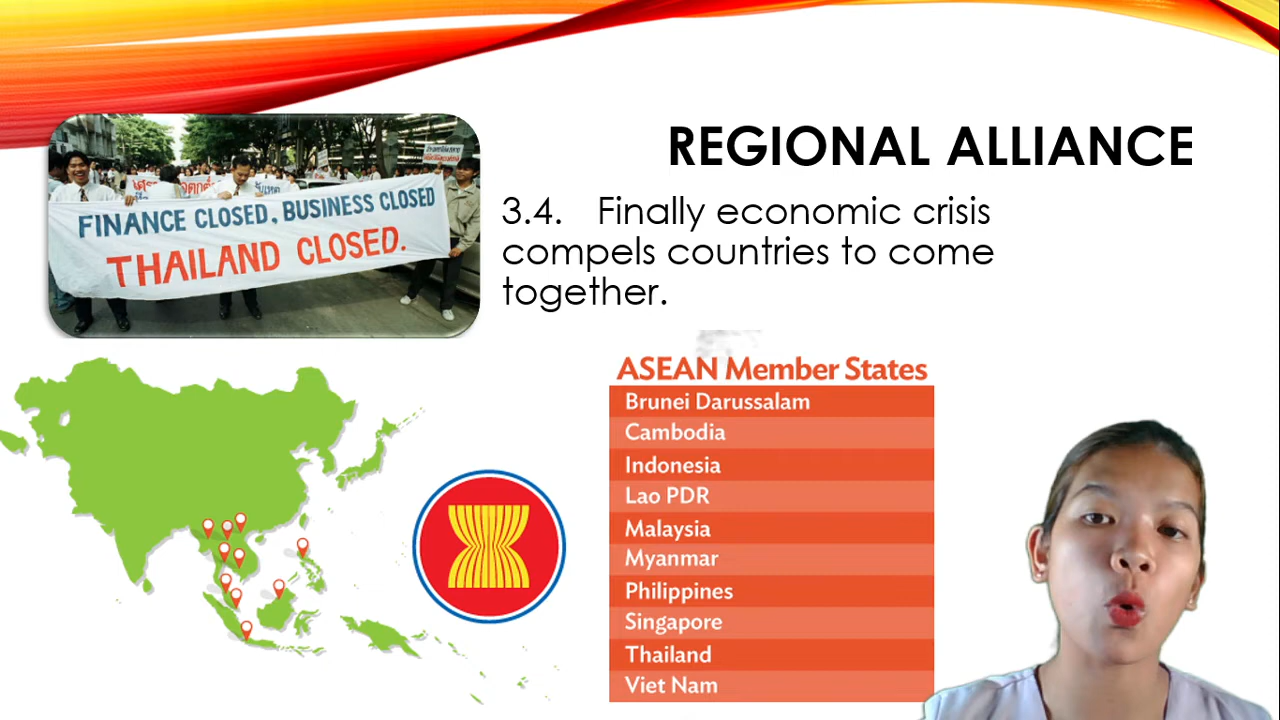 REGIONAL ALLIANCE
FINANCE CLOSED, BUSINESS CLOSED
THAILAND CLOSED.
3.4. Finally economic crisis
compels countries to come
together.
ASEAN Member States
Brunei Darussalam
Cambodia
Indonesia
Lao PDR
Malaysia
Myanmar
Philippines
Singapore
Thailand
Viet Nam